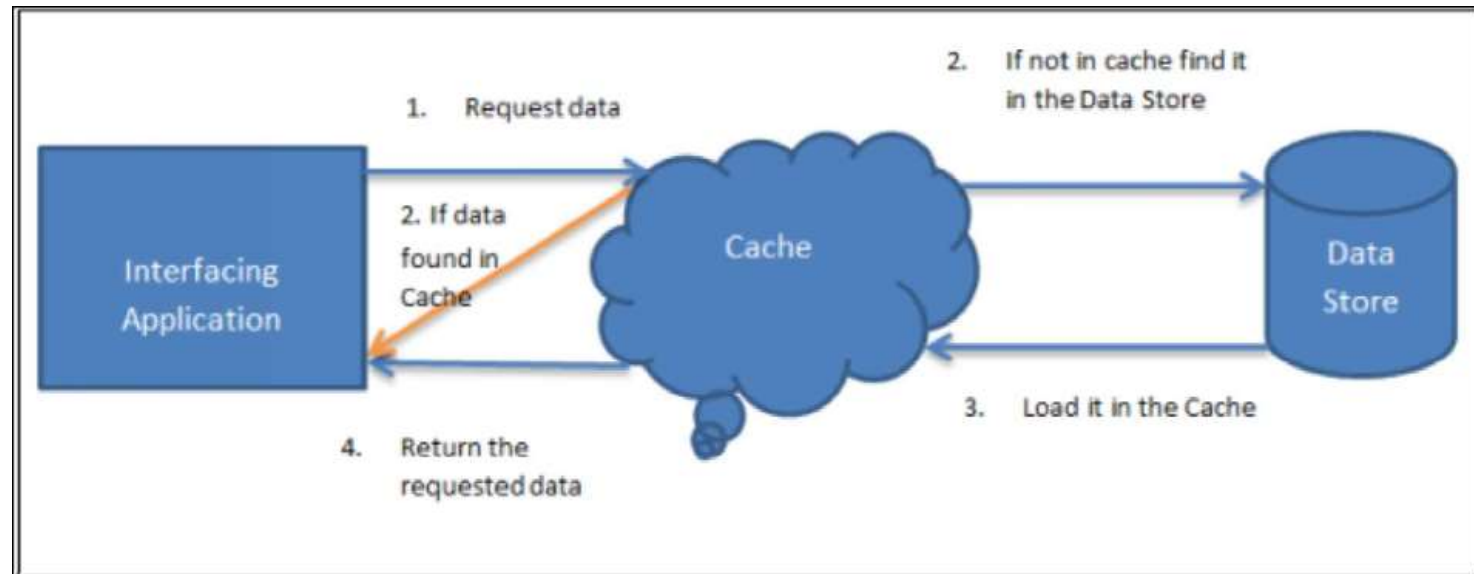 2. If not in cache find it
in the Data Store
1. Request data
2. If data
found in
Cache
Interfacing
Application
Cache
Data
Store
3. Load it in the Cache
4. Return the
requested data